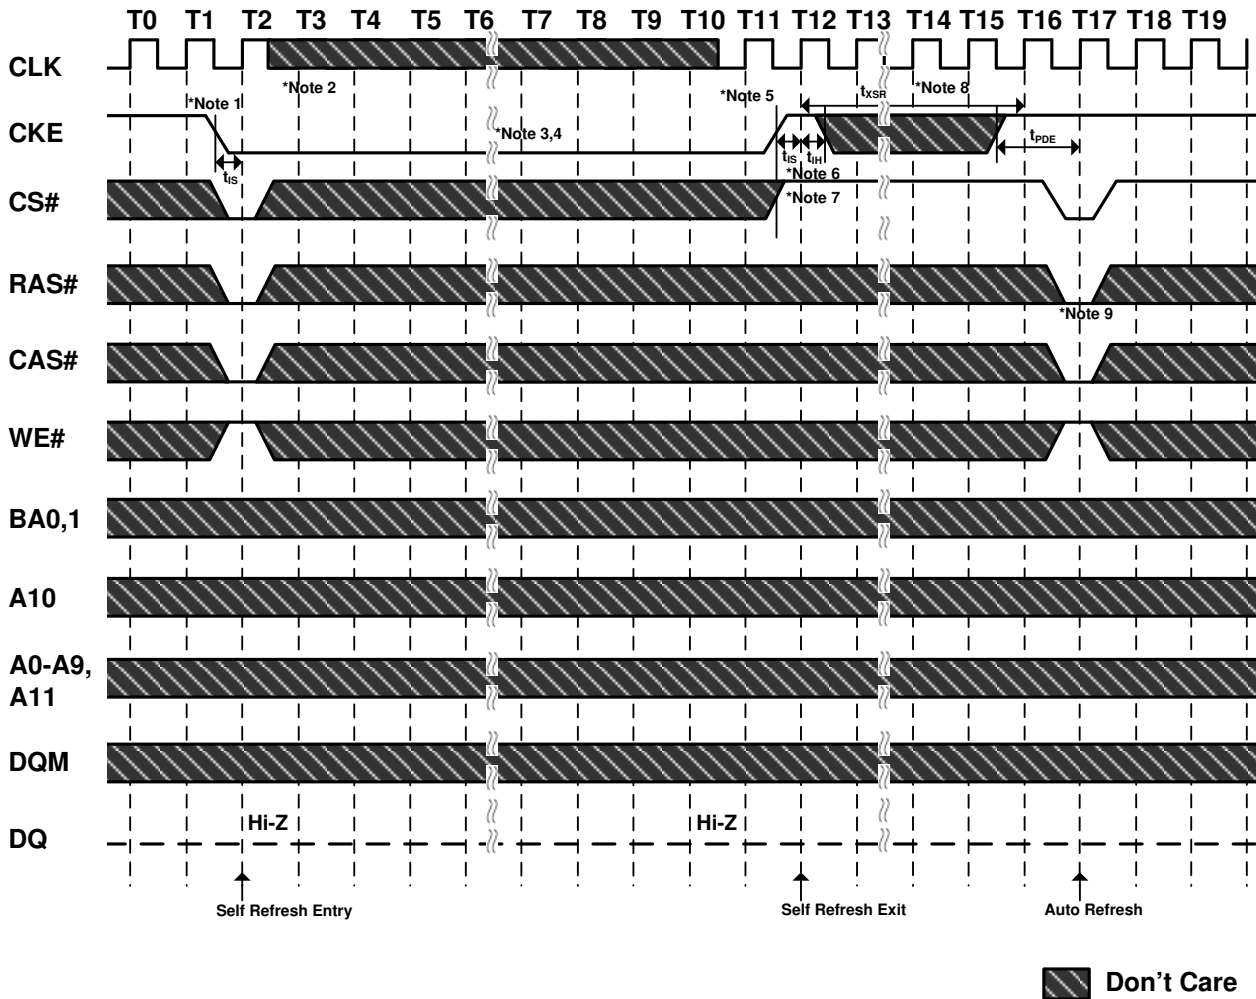 T0 T1 T2 T3 T4 T5 T6 T7 T8 T9 T10 T11 T12 T13 T14 T15 T16 T17 T18 T19
CLK
*Note 1 *Note 2 *Note 5 tXSR *Note 8
CKE *Note 3,4
tIS tIS tIH tPDE
*Note 6
CS# *Note 7
RAS#
*Note 9
CAS#
WE#
BA0,1
A10
A0-A9,
A11
DQM
Hi-Z Hi-Z
DQ
Self Refresh Entry Self Refresh Exit Auto Refresh
Don't Care